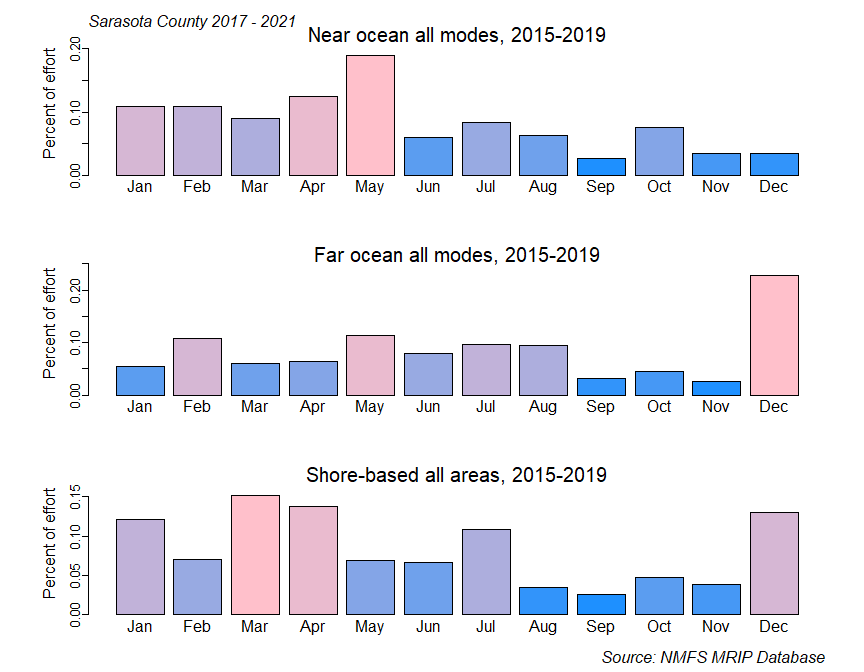 Sarasota County 2017 - 2021
Near ocean all modes, 2015-2019
Percent of effort
0.20
0.10
0.00
Jan Feb Mar Apr May Jun Jul Aug Sep Oct Nov Dec
Far ocean all modes, 2015-2019
Percent of effort
0.20
0.10
0.00
Jan Feb Mar Apr May Jun Jul Aug Sep Oct Nov Dec
Shore-based all areas, 2015-2019
Percent of effort
0.15
0.10
0.05
0.00
Jan Feb Mar Apr May Jun Jul Aug Sep Oct Nov Dec
Source: NMFS MRIP Database